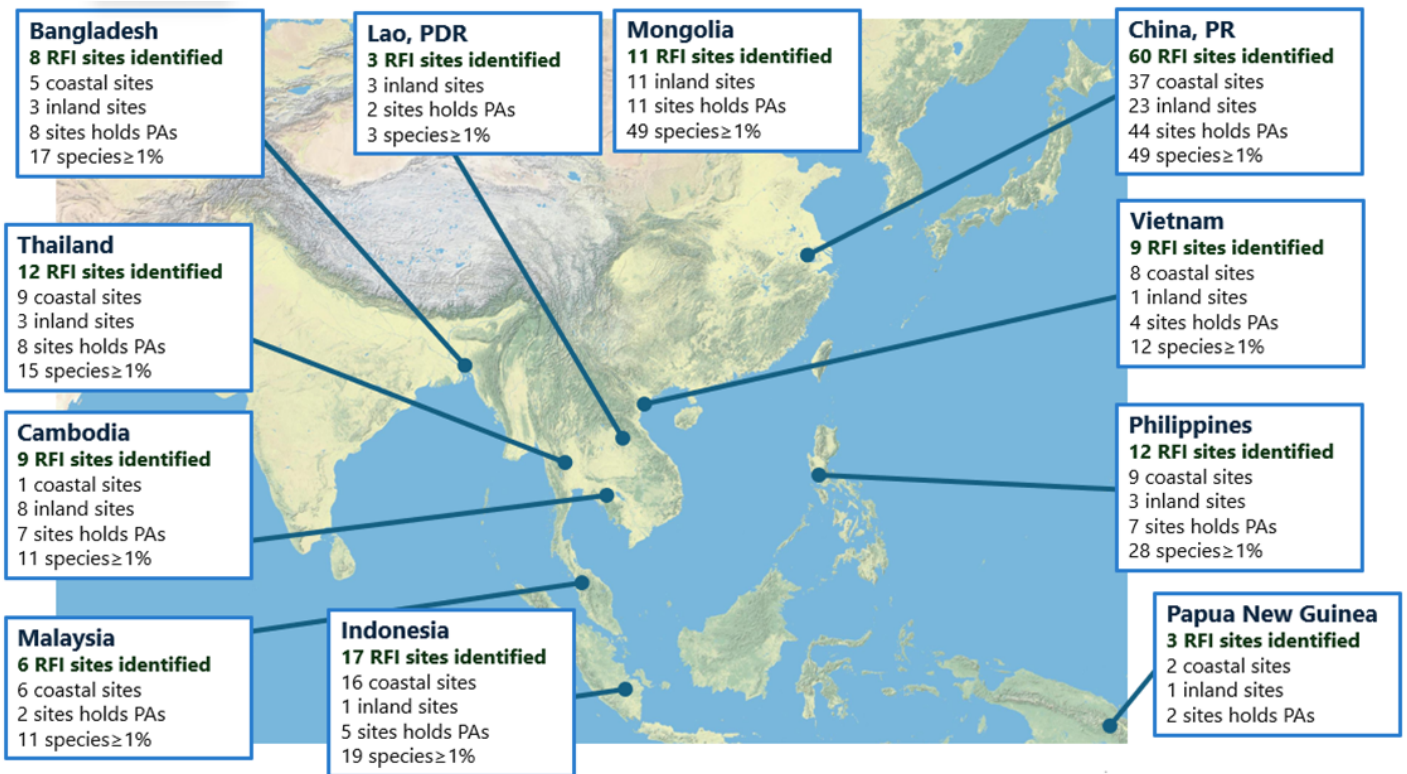 Bangladesh
8 RFI sites identified
5 coastal sites
3 inland sites
8 sites holds PAs
17 species≥1%
Lao, PDR
3 RFI sites identified
3 inland sites
2 sites holds PAs
3 species≥1%
Mongolia
11 RFI sites identified
11 inland sites
11 sites holds PAs
49 species≥1%
China, PR
60 RFI sites identified
37 coastal sites
23 inland sites
44 sites holds PAs
49 species≥1%
Thailand
12 RFI sites identified
9 coastal sites
3 inland sites
8 sites holds PAs
15 species≥1%
Vietnam
9 RFI sites identified
8 coastal sites
1 inland sites
4 sites holds PAs
12 species≥1%
Cambodia
9 RFI sites identified
1 coastal sites
8 inland sites
7 sites holds PAs
11 species≥1%
Philippines
12 RFI sites identified
9 coastal sites
3 inland sites
7 sites holds PAs
28 species≥1%
Malaysia
6 RFI sites identified
6 coastal sites
2 sites holds PAs
11 species≥1%
Indonesia
17 RFI sites identified
16 coastal sites
1 inland sites
5 sites holds PAs
19 species≥1%
Papua New Guinea
3 RFI sites identified
2 coastal sites
1 inland sites
2 sites holds PAs